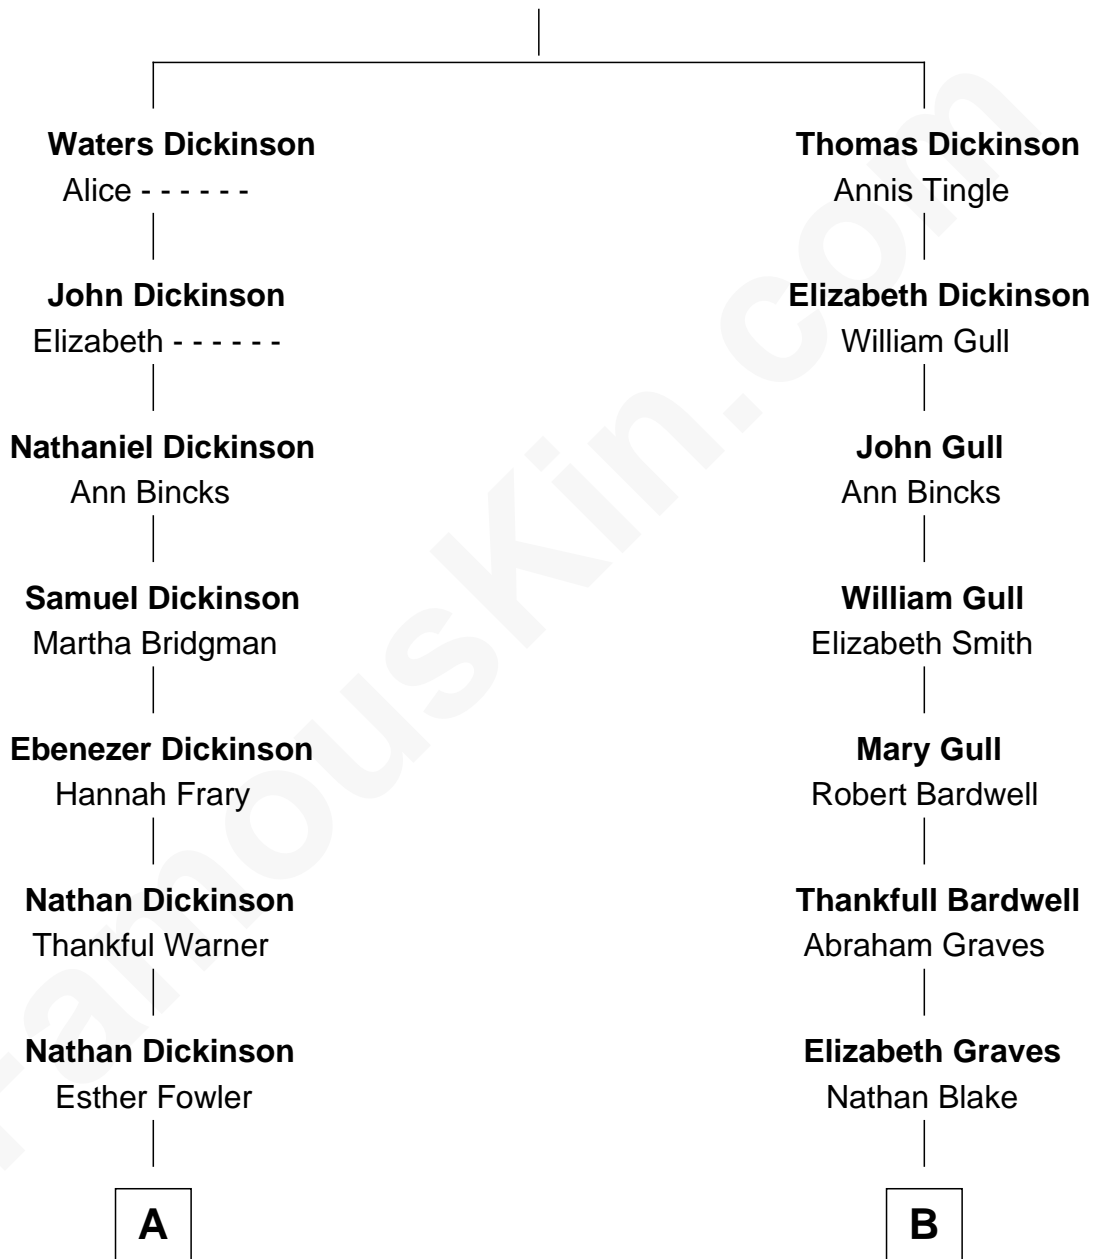 Waters Dickinson
Alice - - - - - -
John Dickinson
Elizabeth - - - - - -
Nathaniel Dickinson
Ann Bincks
Samuel Dickinson
Martha Bridgman
Ebenezer Dickinson
Hannah Frary
Nathan Dickinson
Thankful Warner
Nathan Dickinson
Esther Fowler
A
Thomas Dickinson
Annis Tingle
Elizabeth Dickinson
William Gull
John Gull
Ann Bincks
William Gull
Elizabeth Smith
Mary Gull
Robert Bardwell
Thankfull Bardwell
Abraham Graves
Elizabeth Graves
Nathan Blake
B
FamousKin.com